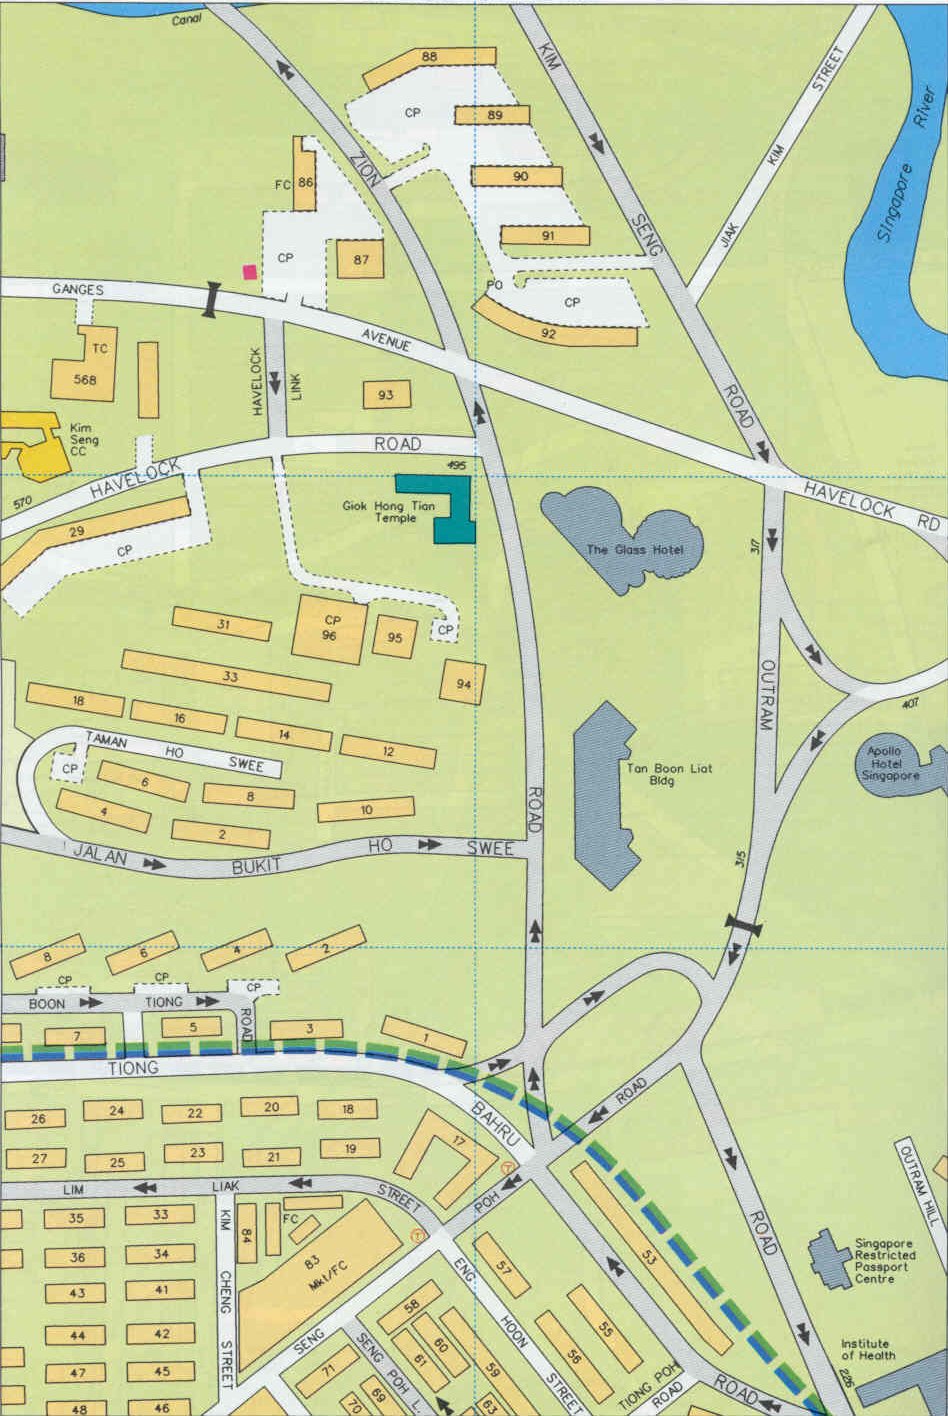 Canal
88
KIM
STREET
CP
89
River
ZION
KIM
86
FC
90
Singapore
SENG
JIAK
91
87
CP
PO
CP
GANGES
92
AVENUE
TC
HAVELOCK
LINK
568
93
ROAD
Kim
Seng
CC
ROAD
HAVELOCK
495
HAVELOCK RD
570
Giok Hong Tian
Temple
29
CP
The Glass Hotel
317
31
CP
96
95
CP
33
94
OUTRAM
18
16
14
12
407
TAMAN HO SWEE
CP
Apollo
Hotel
Singapore
Tan Boon Liat
Bldg
6
8
4
10
2
ROAD
JALAN BUKIT HO SWEE
315
8
6
4
2
CP
CP
CP
BOON TIONG ROAD
7
5
3
1
TIONG BAHRU ROAD
26
24
22
20
18
17
27
25
23
21
19
OUTRAM HILL
LIM LIAK STREET
POH
35
33
KIM CHENG STREET
84
FC
36
34
83
Mkt/FC
53
ROAD
Singapore
Restricted
Passport
Centre
ENG HOON STREET
57
43
41
58
55
44
42
SENG
SENG POH L.
60
56
Institute
of Health
47
45
71
61
59
TIONG POH
ROAD
ROAD
226
48
46
70
69
63